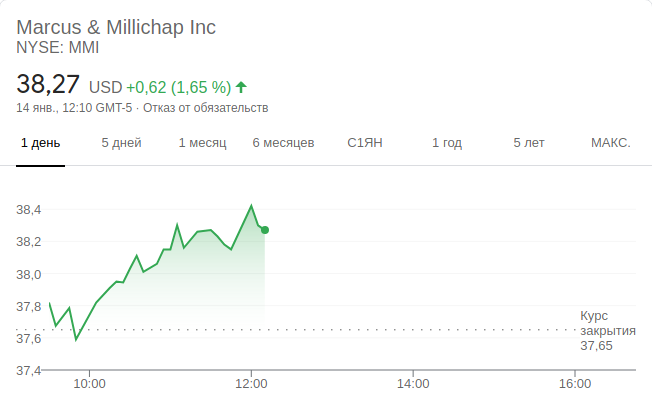 Marcus & Millichap Inc
NYSE: MMI
38,27 USD +0,62 (1,65 %)
14 янв., 12:10 GMT-5 · Отказ от обязательств
1 день 5 дней 1 месяц 6 месяцев С1ЯН 1 год 5 лет МАКС.
38,4
38,2
38,0
37,8
Курс
закрытия
37,65
37,6
37,4
10:00 12:00 14:00 16:00